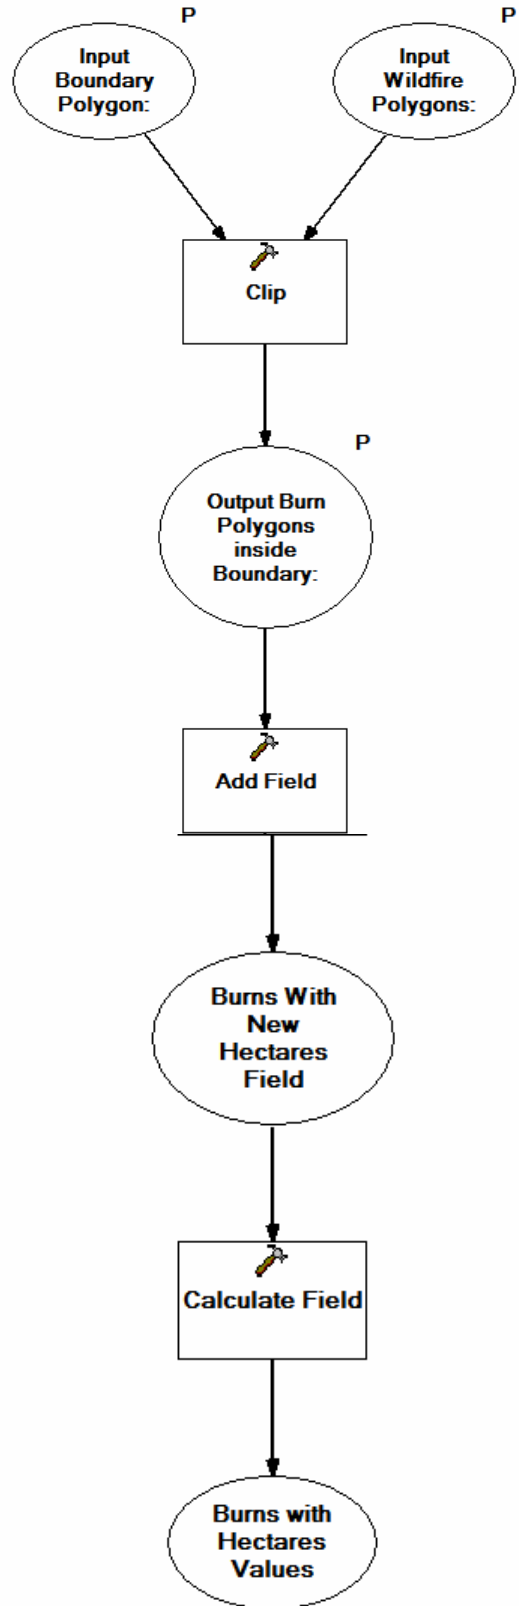 P
P
Input
Boundary
Polygon:
Input
Wildfire
Polygons:
Clip
P
Output Burn
Polygons
inside
Boundary:
Add Field
Burns With
New
Hectares
Field
Calculate Field
Burns with
Hectares
Values